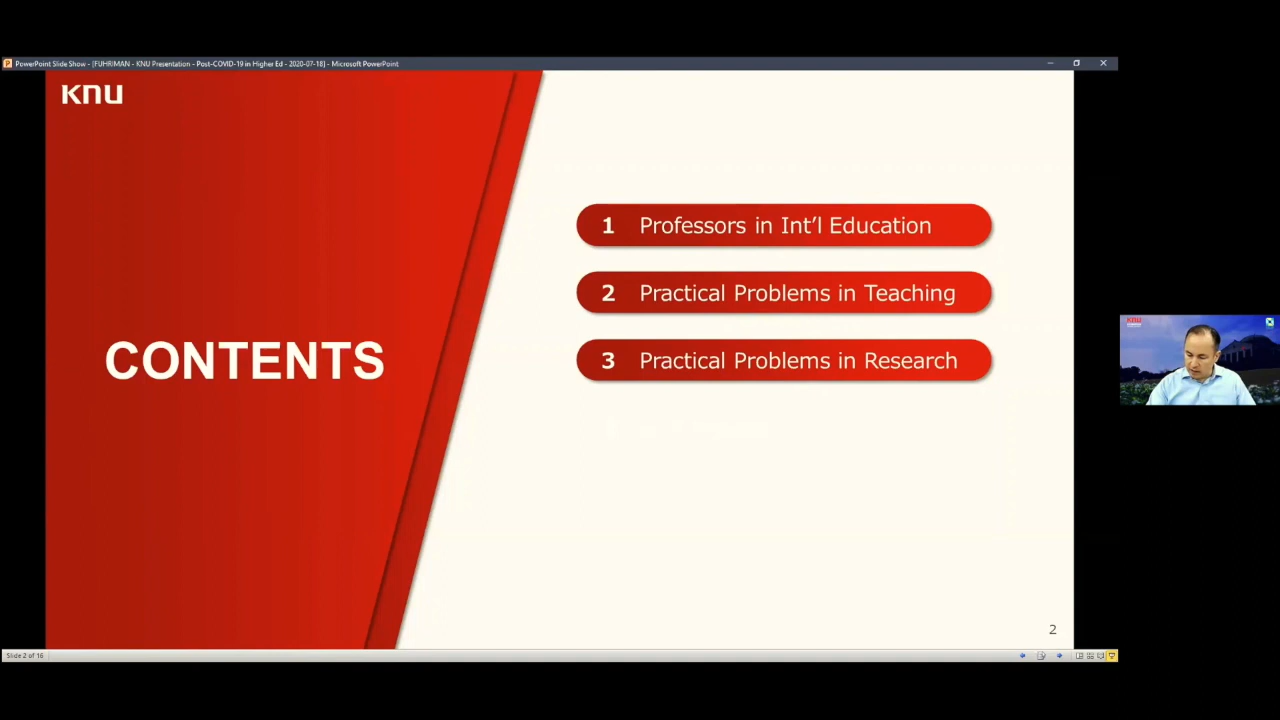 PowerPoint Slide Show - [FUHRIMAN - KNU Presentation - Post-COVID-19 in Higher Ed - 2020-07-18] - Microsoft PowerPoint
KNU
1 Professors in Int'l Education
2 Practical Problems in Teaching
CONTENTS
3 Practical Problems in Research
KNU
2
Slide 2 of 16